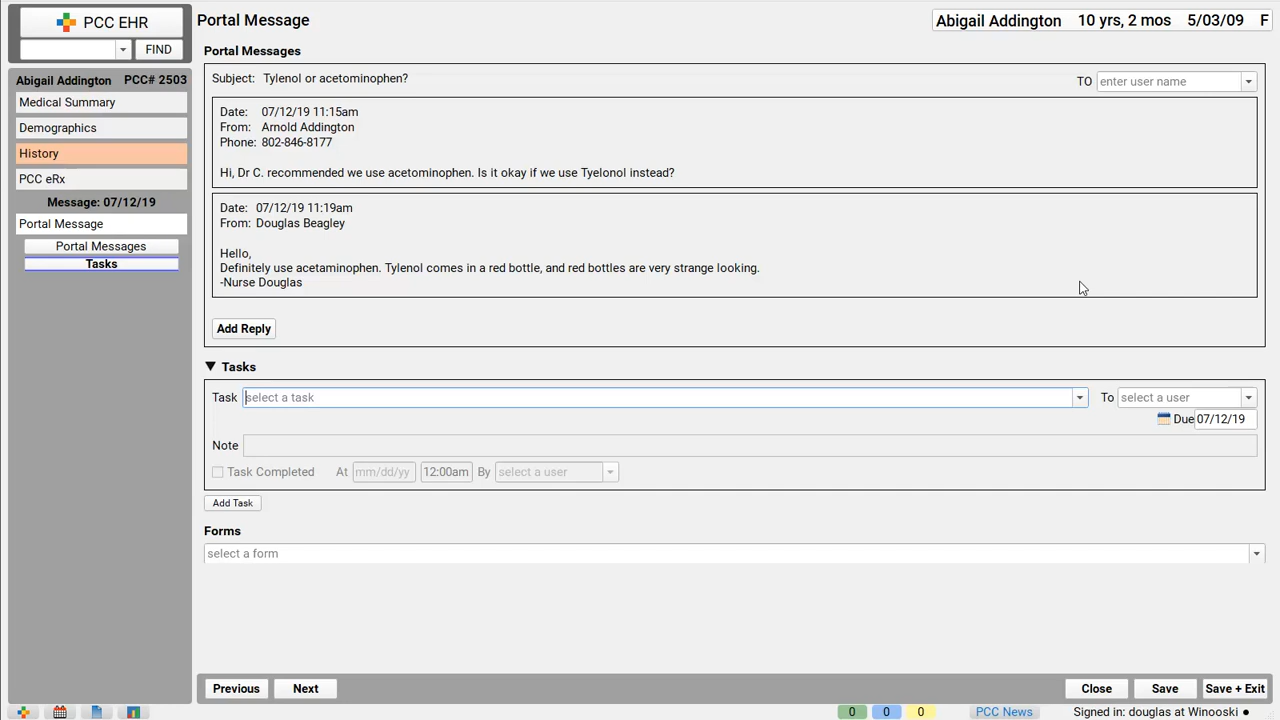 PCC EHR
FIND
Abigail Addington PCC# 2503
Medical Summary
Demographics
History
PCC eRx
Message: 07/12/19
Portal Message
Portal Messages
Tasks
Portal Message
Abigail Addington 10 yrs, 2 mos 5/03/09 F
Portal Messages
Subject: Tylenol or acetominophen?
TO enter user name
Date: 07/12/19 11:15am
From: Arnold Addington
Phone: 802-846-8177
Hi, Dr C. recommended we use acetominophen. Is it okay if we use Tyelonol instead?
Date: 07/12/19 11:19am
From: Douglas Beagley
Hello,
Definitely use acetaminophen. Tylenol comes in a red bottle, and red bottles are very strange looking.
-Nurse Douglas
Add Reply
Tasks
Task select a task To select a user
Due 07/12/19
Note
Task Completed At mm/dd/yy 12:00am By select a user
Add Task
Forms
select a form
Previous Next Close Save Save + Exit
0 0 0 PCC News Signed in: douglas at Winooski